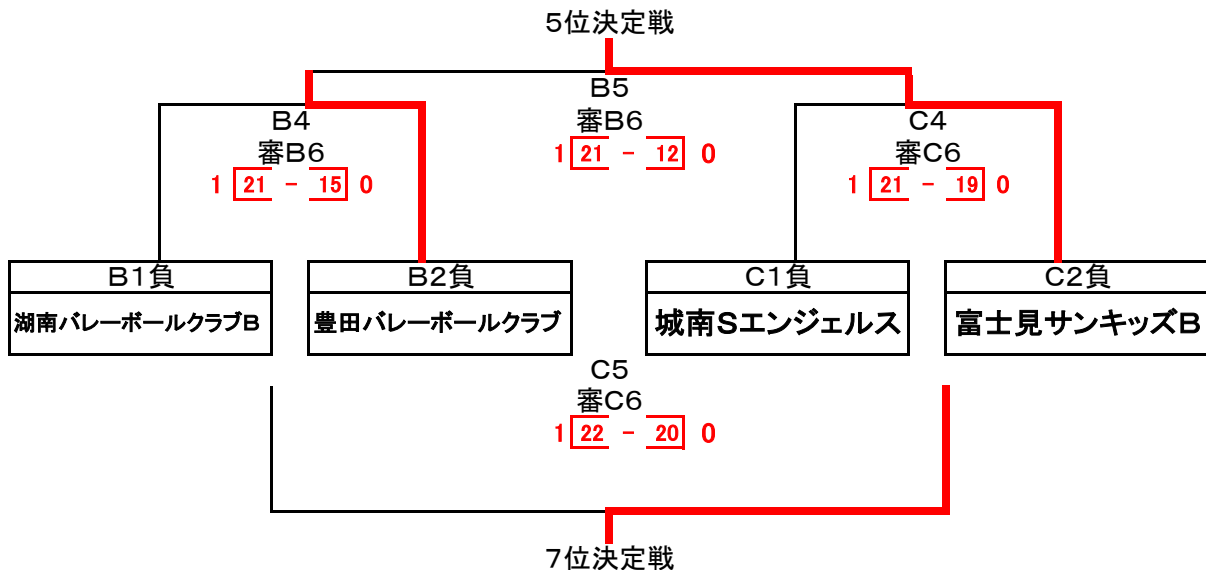 5位決定戦
B5
審B6
1 21 - 12 0
B4
審B6
1 21 - 15 0
C4
審C6
1 21 - 19 0
B1負
湖南バレーボールクラブB
B2負
豊田バレーボールクラブ
C1負
城南Sエンジェルス
C2負
富士見サンキッズB
C5
審C6
1 22 - 20 0
7位決定戦